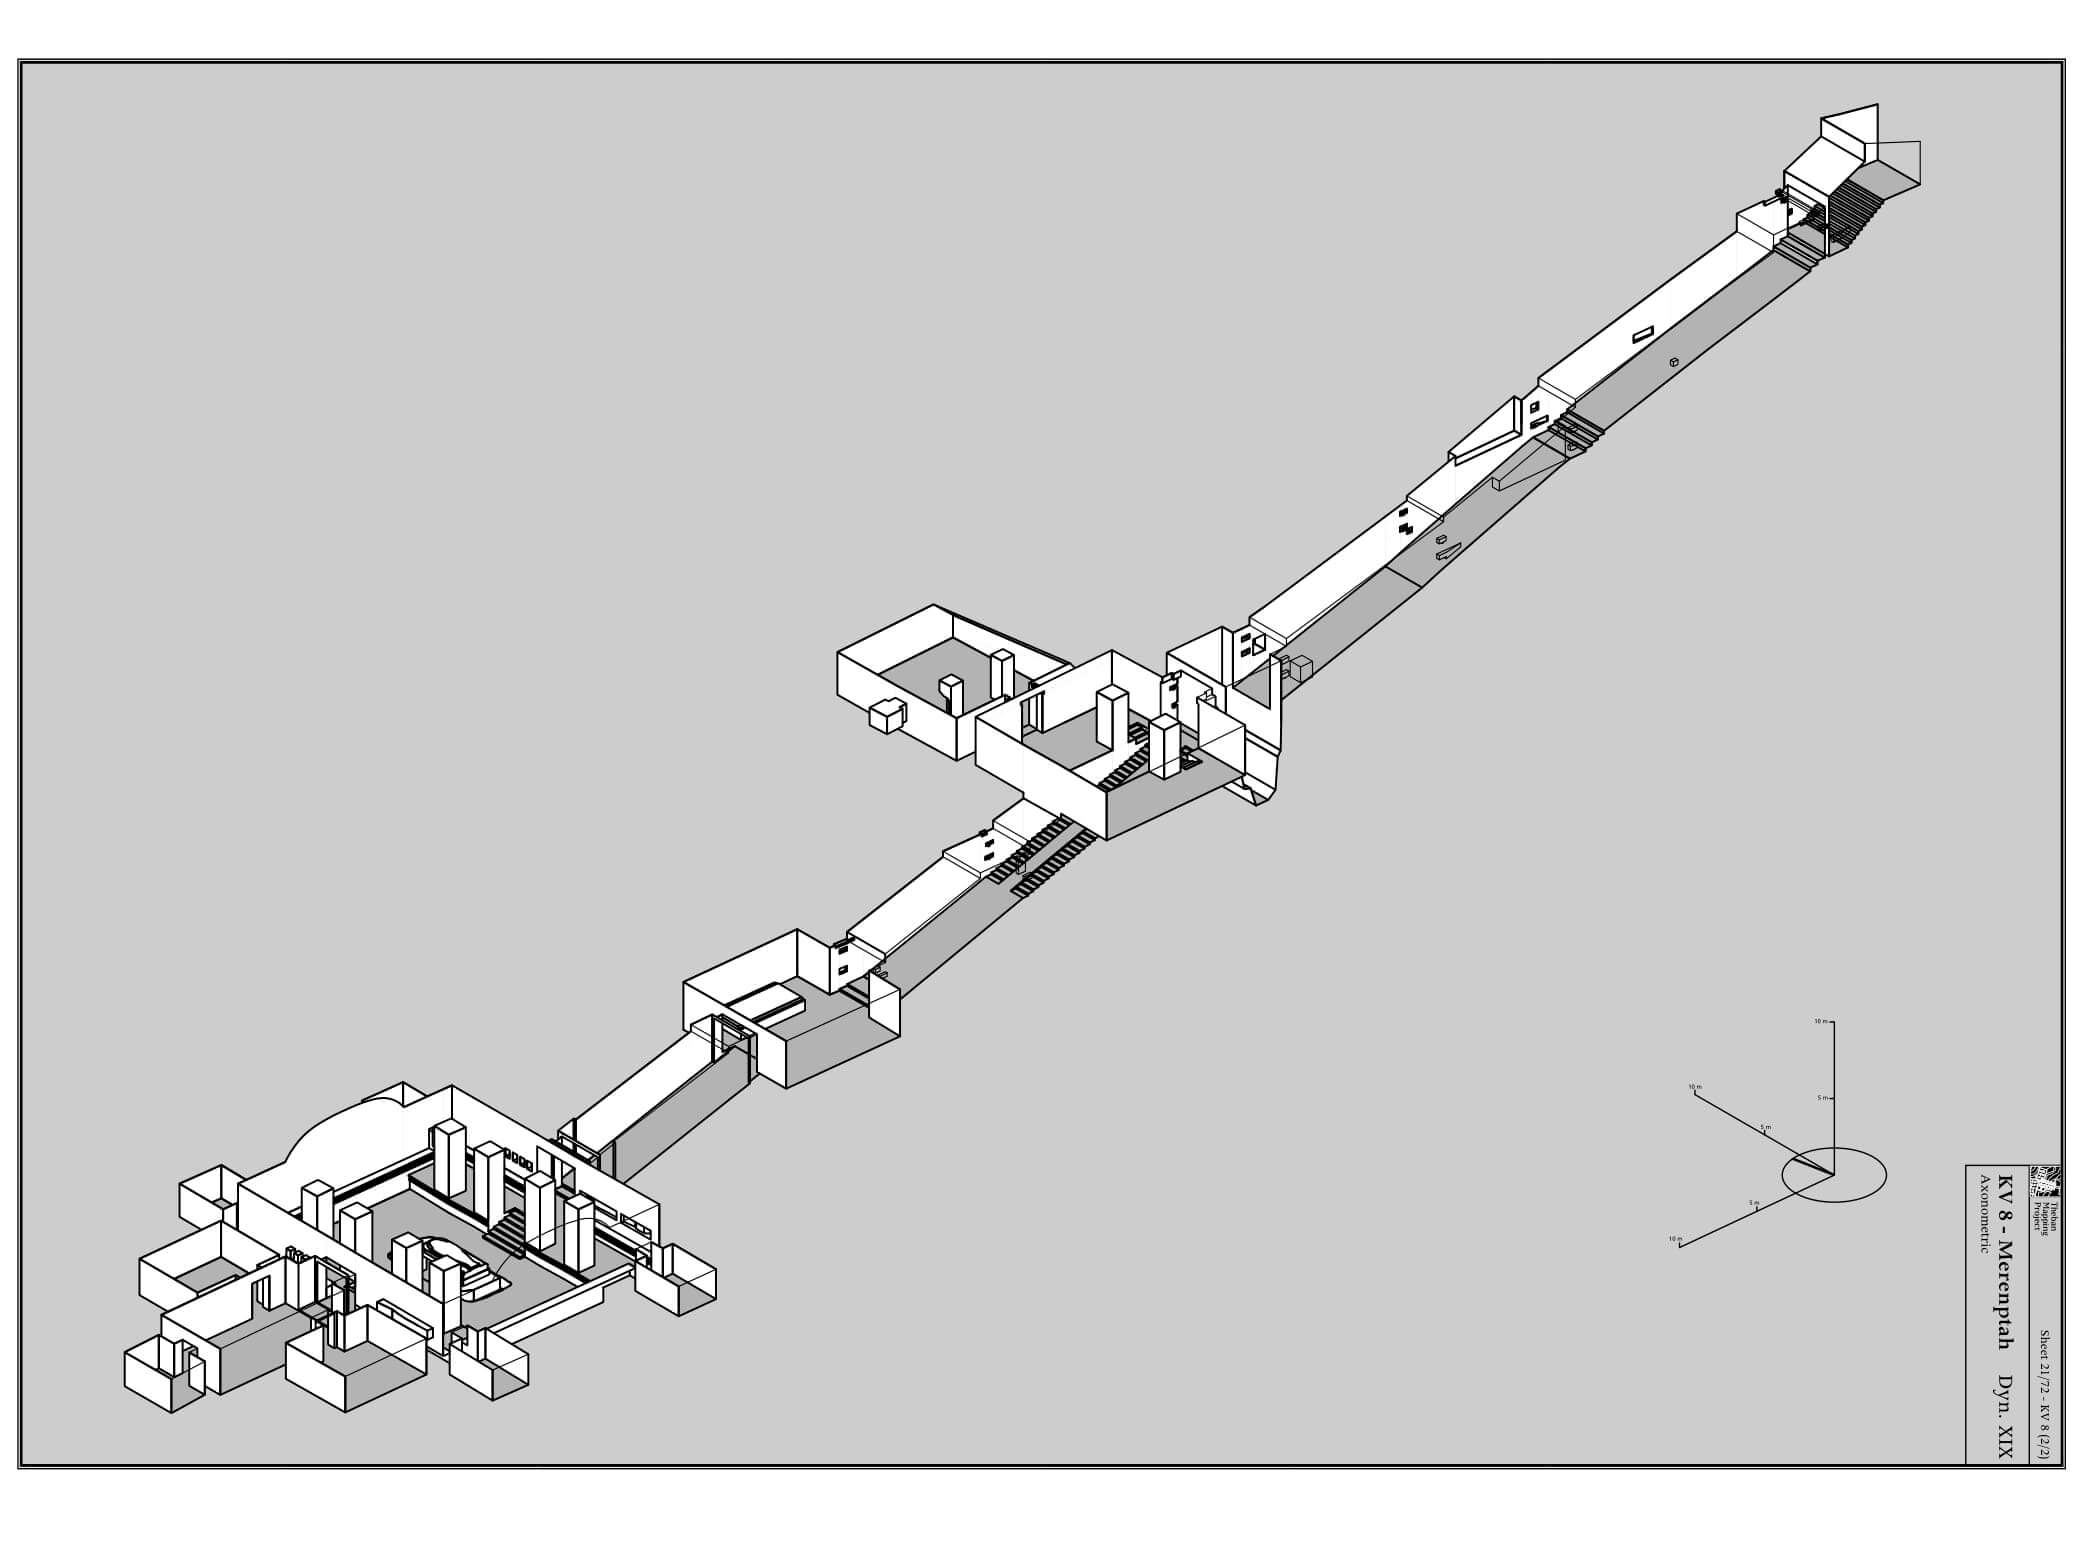 Theban
Mapping
Project
Sheet 21/72 - KV 8 (2/2)
KV 8 - Merenptah Dyn. XIX
Axonometric
10 m
5 m
10 m
5 m
5 m
10 m